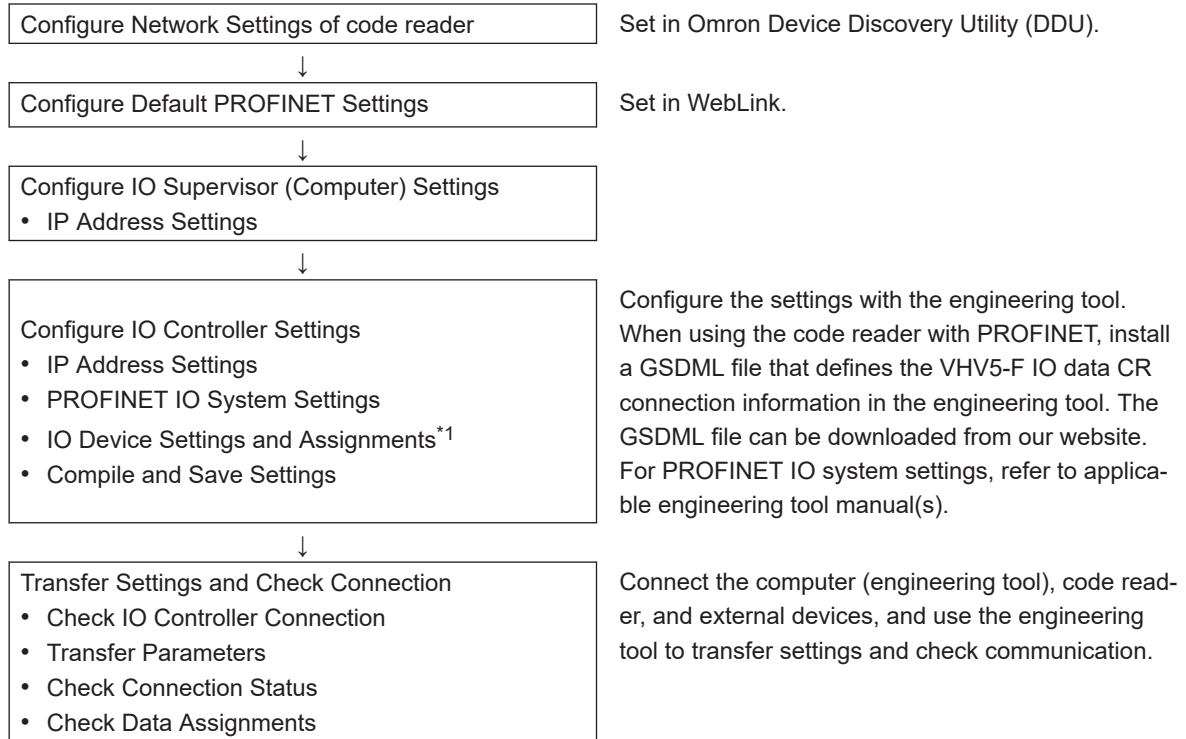 Configure Network Settings of code reader
Set in Omron Device Discovery Utility (DDU).
↓
Configure Default PROFINET Settings
Set in WebLink.
↓
Configure IO Supervisor (Computer) Settings
• IP Address Settings
↓
Configure IO Controller Settings
• IP Address Settings
• PROFINET IO System Settings
• IO Device Settings and Assignments*1
• Compile and Save Settings
Configure the settings with the engineering tool.
When using the code reader with PROFINET, install
a GSDML file that defines the VHV5-F IO data CR
connection information in the engineering tool. The
GSDML file can be downloaded from our website.
For PROFINET IO system settings, refer to applica-
ble engineering tool manual(s).
↓
Transfer Settings and Check Connection
• Check IO Controller Connection
• Transfer Parameters
• Check Connection Status
• Check Data Assignments
Connect the computer (engineering tool), code read-
er, and external devices, and use the engineering
tool to transfer settings and check communication.